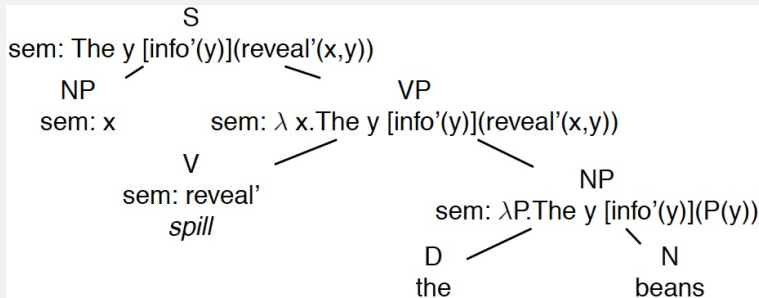 S
sem: The y [info’(y)](reveal’(x,y))
NP VP
sem: x sem: λ x.The y [info’(y)](reveal’(x,y))
V
NP
sem: reveal’
sem: λP.The y [info’(y)](P(y))
spill
D N
the beans